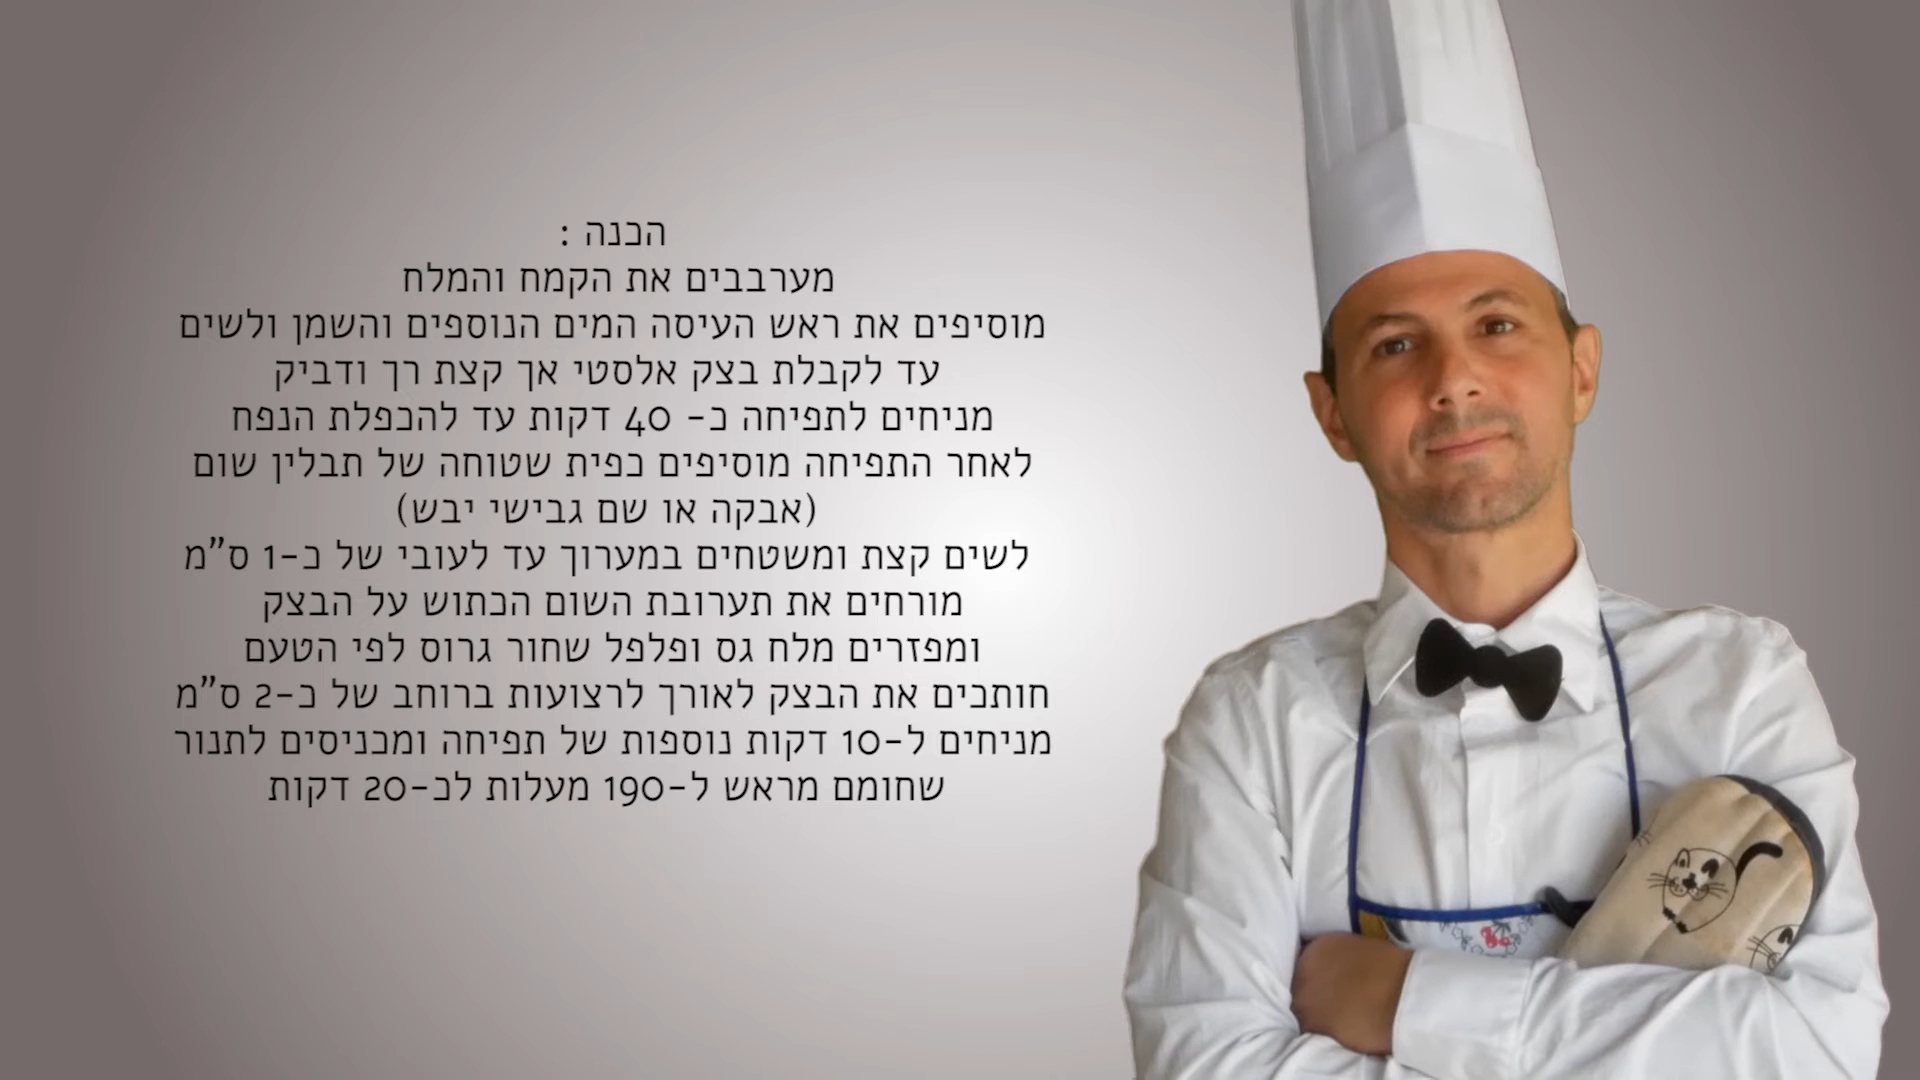 הכנה :
מערבבים את הקמח והמלח
מוסיפים את ראש העיסה המים הנוספים והשמן ולשים
עד לקבלת בצק אלסטי אך קצת רך ודביק
מניחים לתפיחה כ- 40 דקות עד להכפלת הנפח
לאחר התפיחה מוסיפים כפית שטוחה של תבלין שום
(אבקה או שם גבישי יבש)
לשים קצת ומשטחים במערוך עד לעובי של כ-1 ס"מ
מורחים את תערובת השום הכתוש על הבצק
ומפזרים מלח גס ופלפל שחור גרוס לפי הטעם
חותכים את הבצק לאורך לרצועות ברוחב של כ-2 ס"מ
מניחים ל-10 דקות נוספות של תפיחה ומכניסים לתנור
שחומם מראש ל-190 מעלות לכ-20 דקות